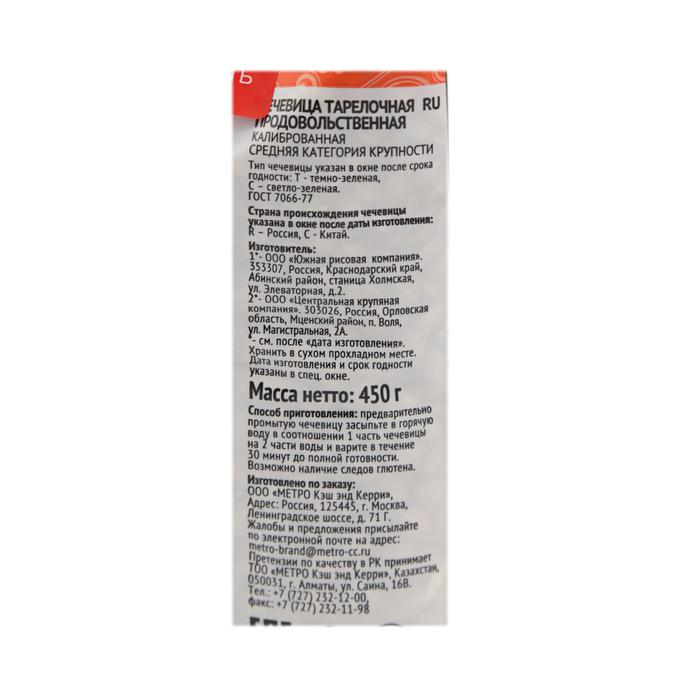 Ь
ЧЕЧЕВИЦА ТАРЕЛОЧНАЯ RU
ПРОДОВОЛЬСТВЕННАЯ
КАЛИБРОВАННАЯ
СРЕДНЯЯ КАТЕГОРИЯ КРУПНОСТИ
Тип чечевицы указан в окне после срока
годности: Т - темно-зеленая,
С – светло-зеленая.
ГОСТ 7066-77
Страна происхождения чечевицы
указана в окне после даты изготовления:
R – Россия, С - Китай.
Изготовитель:
1*- ООО «Южная рисовая компания».
353307, Россия, Краснодарский край,
Абинский район, станица Холмская,
ул. Элеваторная, д.2.
2*- ООО «Центральная крупяная
компания». 303026, Россия, Орловская
область, Мценский район, п. Воля,
ул. Магистральная, 2А.
*- см. после «дата изготовления».
Хранить в сухом прохладном месте.
Дата изготовления и срок годности
указаны в спец. окне.
Масса нетто: 450 г
Способ приготовления: предварительно
промытую чечевицу засыпьте в горячую
воду в соотношении 1 часть чечевицы
на 2 части воды и варите в течение
30 минут до полной готовности.
Возможно наличие следов глютена.
Изготовлено по заказу:
ООО «МЕТРО Кэш энд Керри»,
Адрес: Россия, 125445, г. Москва,
Ленинградское шоссе, д. 71 Г.
Жалобы и предложения присылайте
по электронной почте на адрес:
metro-brand@metro-cc.ru
Претензии по качеству в РК принимает
ТОО «МЕТРО Кэш энд Керри», Казахстан,
050031, г. Алматы, ул. Саина, 16В.
Тел.: +7 (727) 232-12-00,
факс: +7 (727) 232-11-98